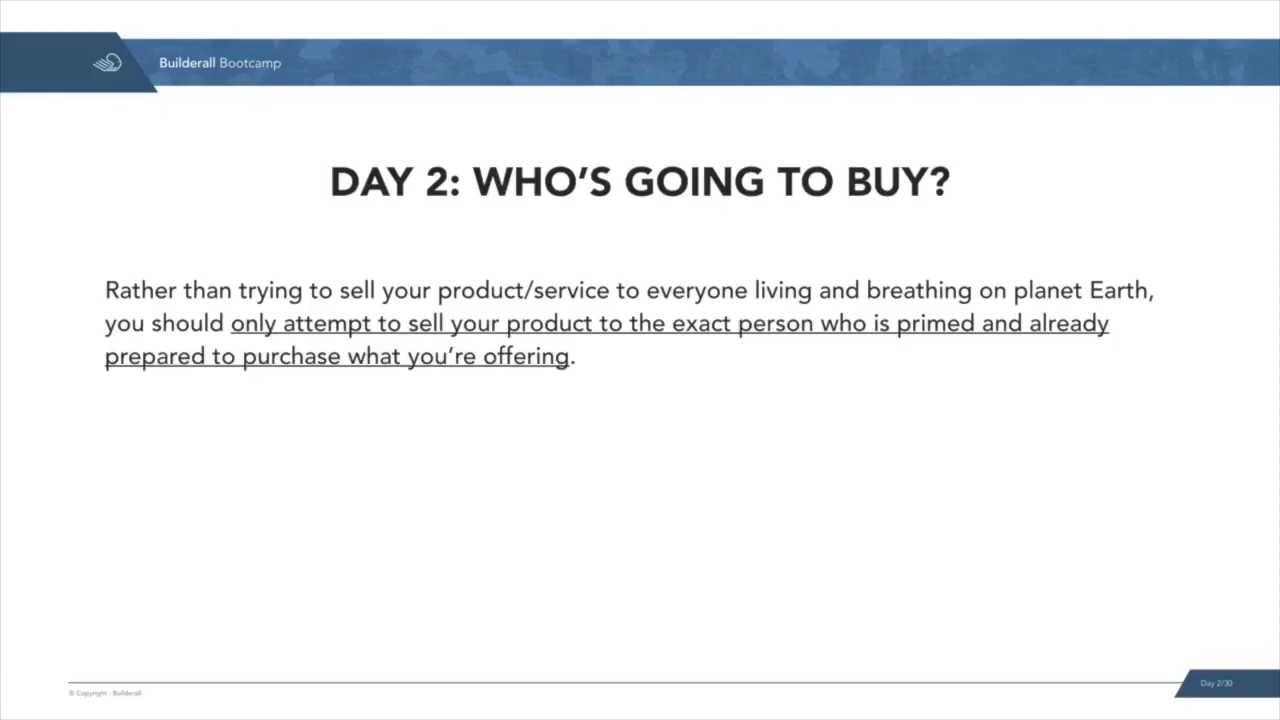 Builderall Bootcamp
DAY 2: WHO’S GOING TO BUY?
Rather than trying to sell your product/service to everyone living and breathing on planet Earth,
you should only attempt to sell your product to the exact person who is primed and already
prepared to purchase what you’re offering.
© Copyright - Builderall
Day 2/30